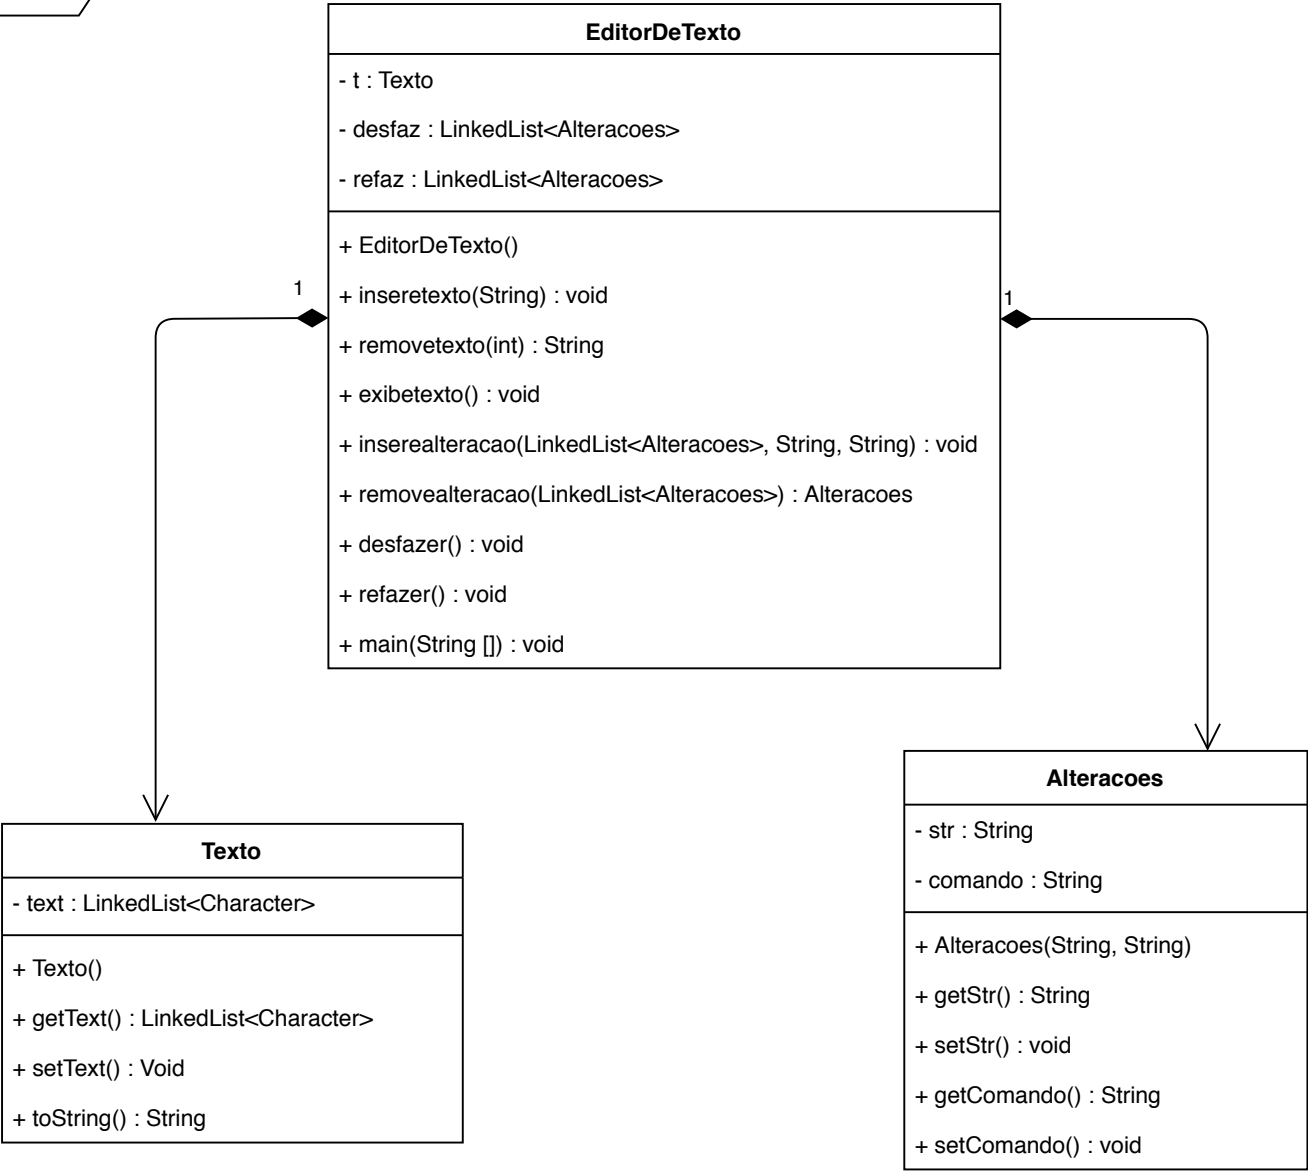 EditorDeTexto
- t : Texto
- desfaz : LinkedList<Alteracoes>
- refaz : LinkedList<Alteracoes>
+ EditorDeTexto()
+ inseretexto(String) : void
+ removetexto(int) : String
+ exibetexto() : void
+ inserealteracao(LinkedList<Alteracoes>, String, String) : void
+ removealteracao(LinkedList<Alteracoes>) : Alteracoes
+ desfazer() : void
+ refazer() : void
+ main(String []) : void
1
1
Texto
- text : LinkedList<Character>
+ Texto()
+ getText() : LinkedList<Character>
+ setText() : Void
+ toString() : String
Alteracoes
- str : String
- comando : String
+ Alteracoes(String, String)
+ getStr() : String
+ setStr() : void
+ getComando() : String
+ setComando() : void